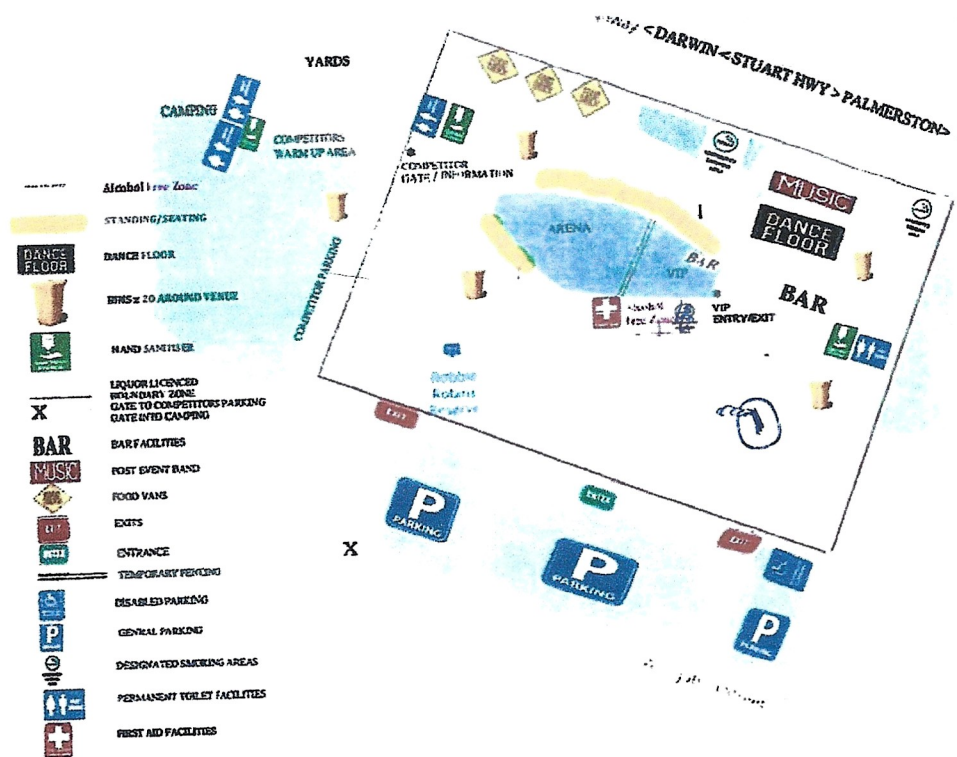 <DARWIN<STUART HWY>PALMERSTON>
YARDS
CAMPING
COMPETITORS
WARM UP AREA
COMPETITOR
GATE / INFORMATION
MUSIC
DANCE
FLOOR
ARENA
BAR
VIP
BAR
VIP
ENTRY/EXIT
COMPETITOR PARKING
Reserve
EXIT
ENTER
EXIT
P
PARKING
P
PARKING
P
X
Alcohol Free Zone
STANDING/SEATING
DANCE
FLOOR
DANCE FLOOR
BINS x 20 AROUND VENUE
HAND SANITISER
LIQUOR LICENCED
BOUNDARY ZONE
X
GATE TO COMPETITORS PARKING
GATE INTO CAMPING
BAR
BAR FACILITIES
MUSIC
POST EVENT BAND
FOOD VANS
EXIT
EXITS
ENTRANCE
TEMPORARY FENCING
DISABLED PARKING
P
GENRAL PARKING
DESIGNATED SMOKING AREAS
PERMANENT TOILET FACILITIES
FIRST AID FACILITIES